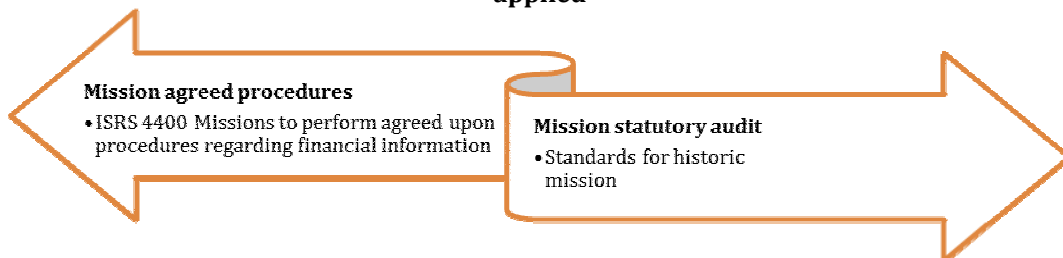 applied
Mission agreed procedures
•ISRS 4400 Missions to perform agreed upon
procedures regarding financial information
Mission statutory audit
•Standards for historic
mission